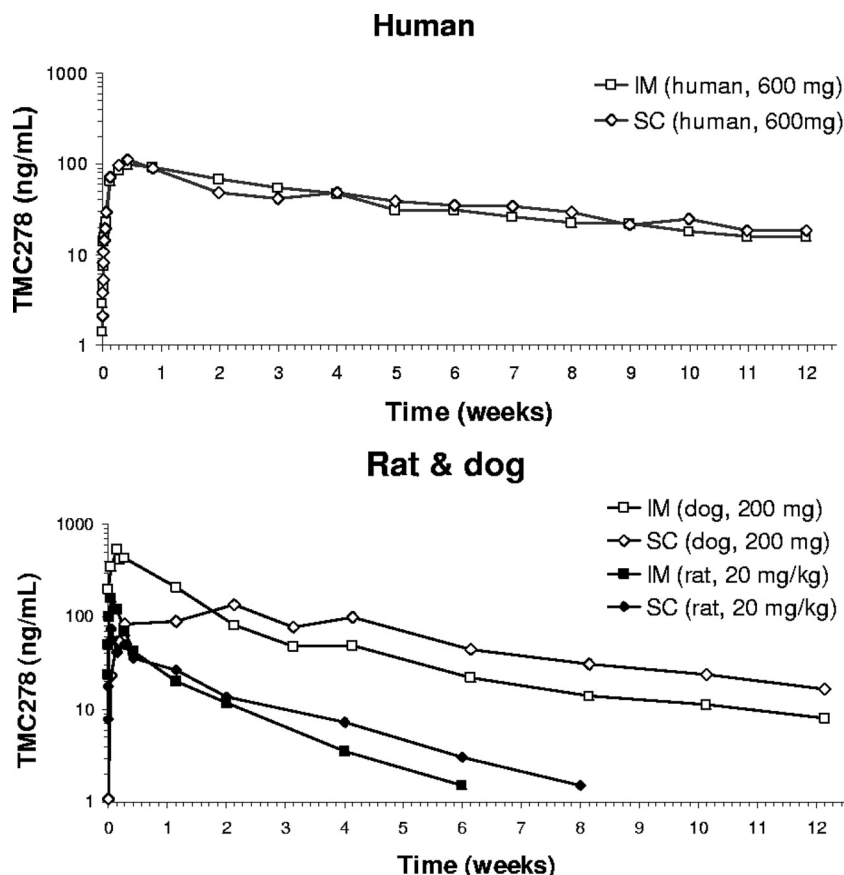 Human
1000
100
10
1
TMC278 (ng/mL)
IM (human, 600 mg)
SC (human, 600mg)
0 1 2 3 4 5 6 7 8 9 10 11 12
Time (weeks)
Rat & dog
1000
100
10
1
TMC278 (ng/mL)
IM (dog, 200 mg)
SC (dog, 200 mg)
IM (rat, 20 mg/kg)
SC (rat, 20 mg/kg)
0 1 2 3 4 5 6 7 8 9 10 11 12
Time (weeks)